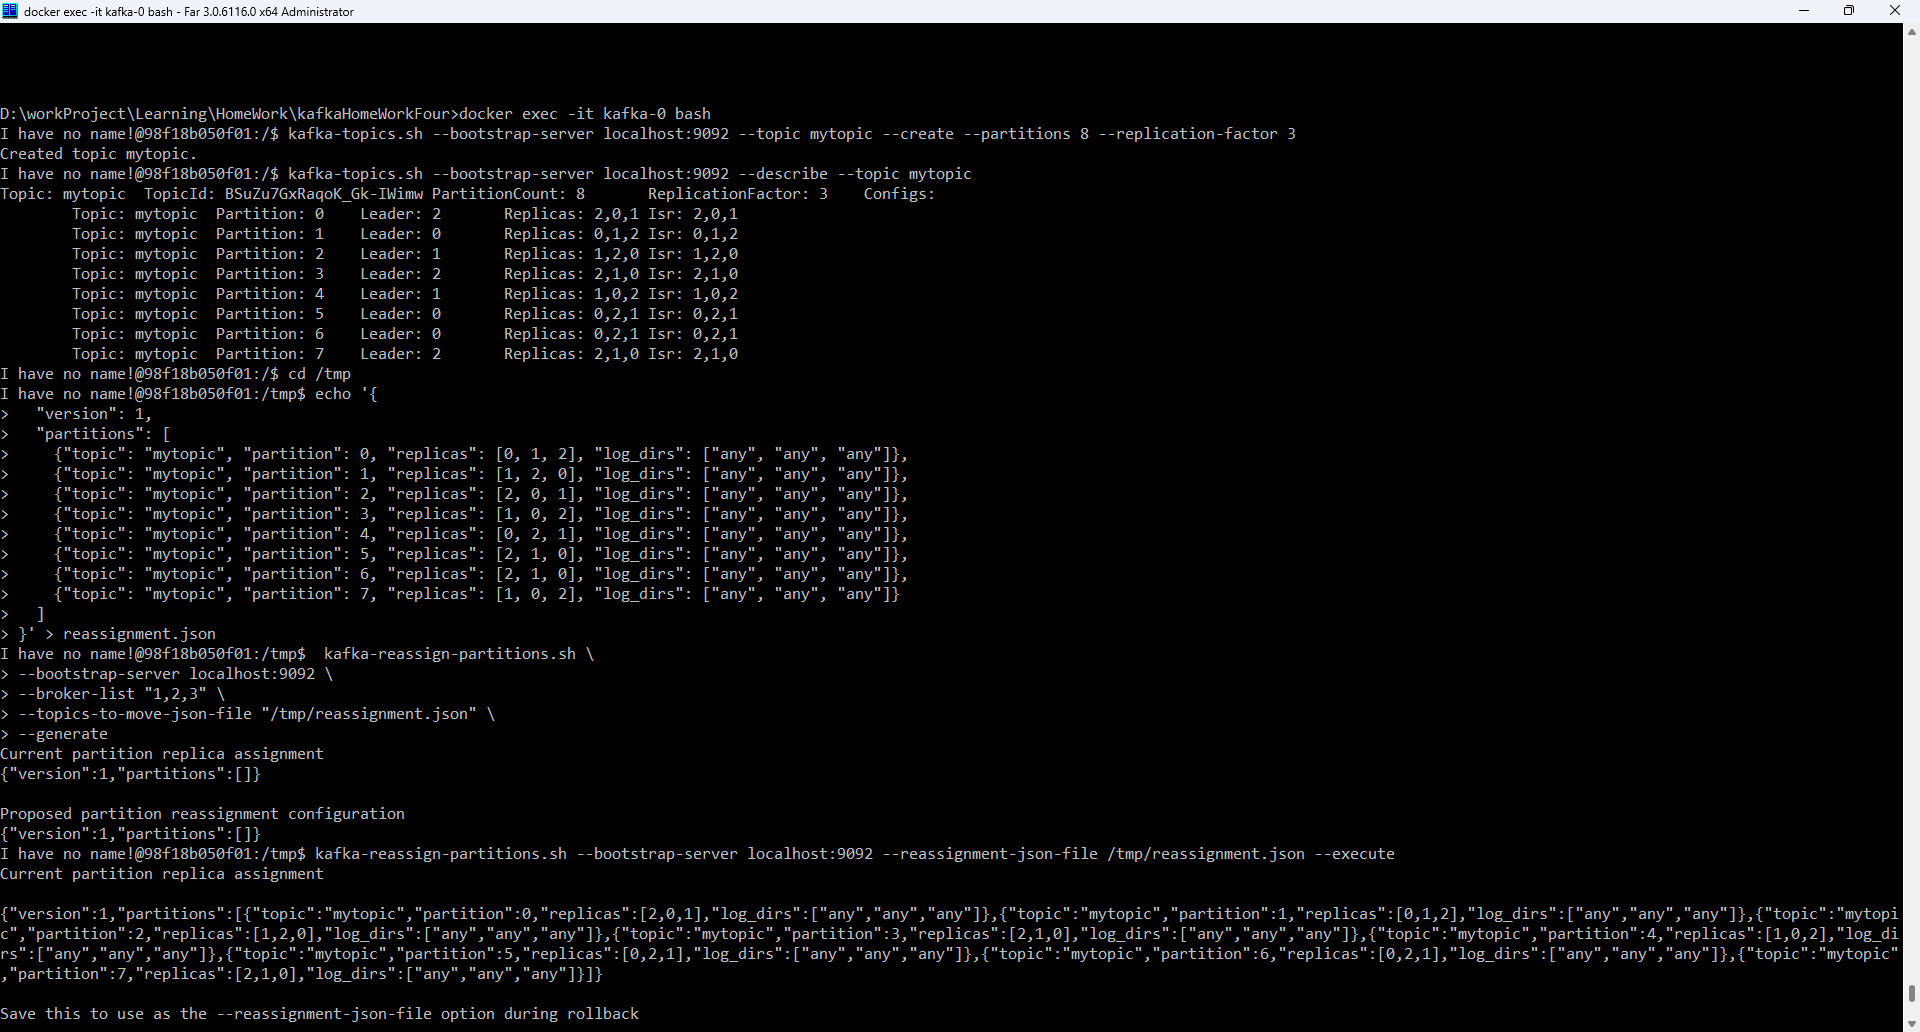 docker exec -it kafka-0 bash - Far 3.0.6116.0 x64 Administrator
D:\workProject\Learning\HomeWork\kafkaHomeWorkFour>docker exec -it kafka-0 bash
I have no name!@98f18b050f01:/$ kafka-topics.sh --bootstrap-server localhost:9092 --topic mytopic --create --partitions 8 --replication-factor 3
Created topic mytopic.
I have no name!@98f18b050f01:/$ kafka-topics.sh --bootstrap-server localhost:9092 --describe --topic mytopic
Topic: mytopic  TopicId: BSuZu7GxRaqoK_Gk-IWimw PartitionCount: 8       ReplicationFactor: 3    Configs:
        Topic: mytopic  Partition: 0    Leader: 2       Replicas: 2,0,1 Isr: 2,0,1
        Topic: mytopic  Partition: 1    Leader: 0       Replicas: 0,1,2 Isr: 0,1,2
        Topic: mytopic  Partition: 2    Leader: 1       Replicas: 1,2,0 Isr: 1,2,0
        Topic: mytopic  Partition: 3    Leader: 2       Replicas: 2,1,0 Isr: 2,1,0
        Topic: mytopic  Partition: 4    Leader: 1       Replicas: 1,0,2 Isr: 1,0,2
        Topic: mytopic  Partition: 5    Leader: 0       Replicas: 0,2,1 Isr: 0,2,1
        Topic: mytopic  Partition: 6    Leader: 0       Replicas: 0,2,1 Isr: 0,2,1
        Topic: mytopic  Partition: 7    Leader: 2       Replicas: 2,1,0 Isr: 2,1,0
I have no name!@98f18b050f01:/$ cd /tmp
I have no name!@98f18b050f01:/tmp$ echo '{
>   "version": 1,
>   "partitions": [
>     {"topic": "mytopic", "partition": 0, "replicas": [0, 1, 2], "log_dirs": ["any", "any", "any"]},
>     {"topic": "mytopic", "partition": 1, "replicas": [1, 2, 0], "log_dirs": ["any", "any", "any"]},
>     {"topic": "mytopic", "partition": 2, "replicas": [2, 0, 1], "log_dirs": ["any", "any", "any"]},
>     {"topic": "mytopic", "partition": 3, "replicas": [1, 0, 2], "log_dirs": ["any", "any", "any"]},
>     {"topic": "mytopic", "partition": 4, "replicas": [0, 2, 1], "log_dirs": ["any", "any", "any"]},
>     {"topic": "mytopic", "partition": 5, "replicas": [2, 1, 0], "log_dirs": ["any", "any", "any"]},
>     {"topic": "mytopic", "partition": 6, "replicas": [2, 1, 0], "log_dirs": ["any", "any", "any"]},
>     {"topic": "mytopic", "partition": 7, "replicas": [1, 0, 2], "log_dirs": ["any", "any", "any"]}
>   ]
> }' > reassignment.json
I have no name!@98f18b050f01:/tmp$  kafka-reassign-partitions.sh \
> --bootstrap-server localhost:9092 \
> --broker-list "1,2,3" \
> --topics-to-move-json-file "/tmp/reassignment.json" \
> --generate
Current partition replica assignment
{"version":1,"partitions":[]}
Proposed partition reassignment configuration
{"version":1,"partitions":[]}
I have no name!@98f18b050f01:/tmp$ kafka-reassign-partitions.sh --bootstrap-server localhost:9092 --reassignment-json-file /tmp/reassignment.json --execute
Current partition replica assignment
{"version":1,"partitions":[{"topic":"mytopic","partition":0,"replicas":[2,0,1],"log_dirs":["any","any","any"]},{"topic":"mytopic","partition":1,"replicas":[0,1,2],"log_dirs":["any","any","any"]},{"topic":"mytopi
c","partition":2,"replicas":[1,2,0],"log_dirs":["any","any","any"]},{"topic":"mytopic","partition":3,"replicas":[2,1,0],"log_dirs":["any","any","any"]},{"topic":"mytopic","partition":4,"replicas":[1,0,2],"log_di
rs":["any","any","any"]},{"topic":"mytopic","partition":5,"replicas":[0,2,1],"log_dirs":["any","any","any"]},{"topic":"mytopic","partition":6,"replicas":[0,2,1],"log_dirs":["any","any","any"]},{"topic":"mytopic"
,"partition":7,"replicas":[2,1,0],"log_dirs":["any","any","any"]}]}
Save this to use as the --reassignment-json-file option during rollback